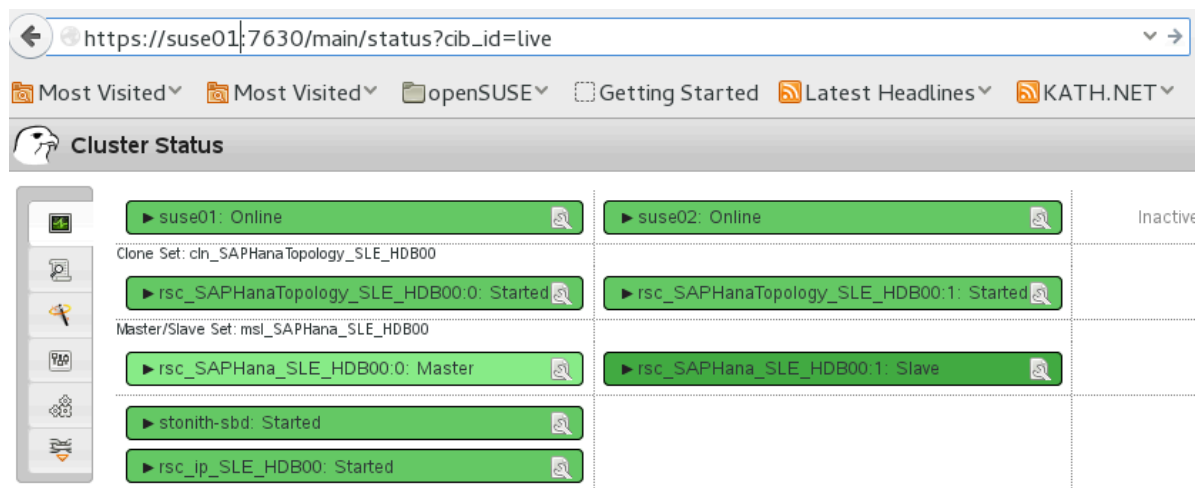 https://suse01:7630/main/status?cib_id=live
Most Visited Most Visited openSUSE Getting Started Latest Headlines KATH.NET
Cluster Status
suse01: Online suse02: Online Inactive
Clone Set: cln_SAPHanaTopology_SLE_HDB00
rsc_SAPHanaTopology_SLE_HDB00:0: Started rsc_SAPHanaTopology_SLE_HDB00:1: Started
Master/Slave Set: msl_SAPHana_SLE_HDB00
rsc_SAPHana_SLE_HDB00:0: Master rsc_SAPHana_SLE_HDB00:1: Slave
stonith-sbd: Started
rsc_ip_SLE_HDB00: Started